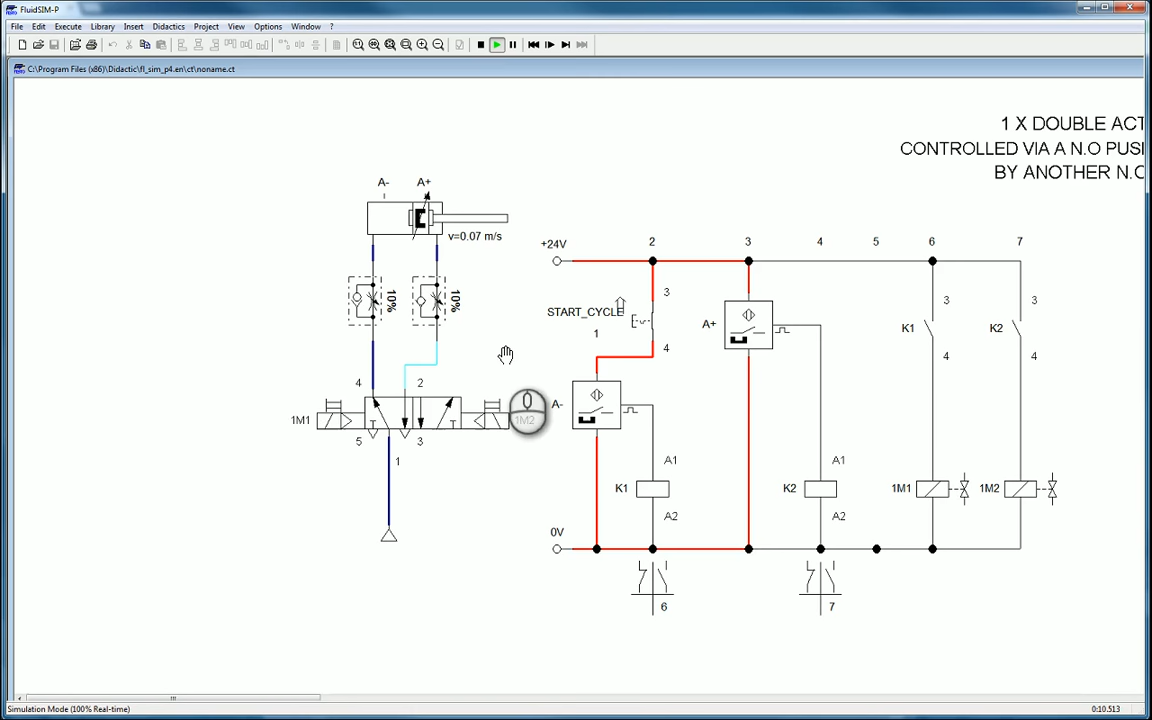 FluidSIM-P
File Edit Execute Library Insert Didactics Project View Options Window ?
C:\Program Files (x86)\Didactic\fl_sim_p4.en\ct\noname.ct
1 X DOUBLE ACT
CONTROLLED VIA A N.O PUS
BY ANOTHER N.O
A- A+
v=0.07 m/s
+24V 2 3 4 5 6 7
10% 10%
START_CYCLE
1
3
4
A+
K1 3
4
K2 3
4
4 2
1M1 1M2
5 3
1
A-
A1 A1
K1 K2 1M1 1M2
A2 A2
0V
6 7
Simulation Mode (100% Real-time) 0:10.513